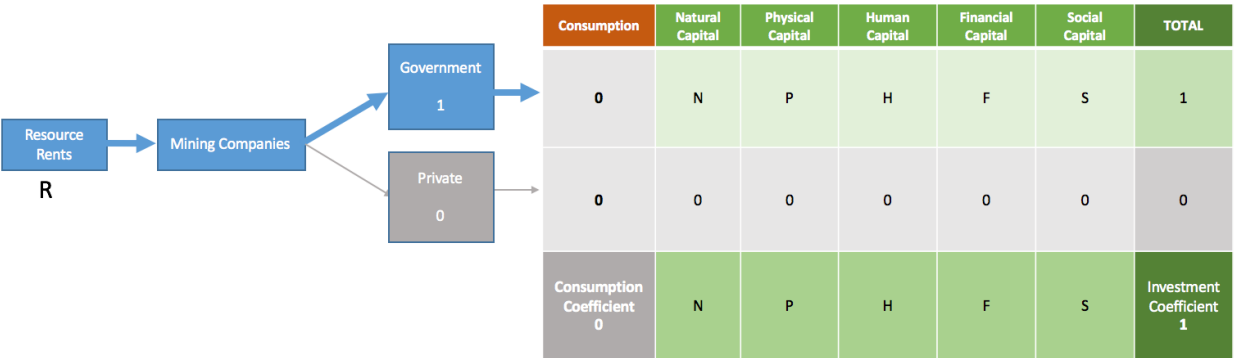 Resource
Rents
R
Mining Companies
Government
1
Private
0
Consumption
Natural
Capital
Physical
Capital
Human
Capital
Financial
Capital
Social
Capital
TOTAL
0
N
P
H
F
S
1
0
0
0
0
0
0
0
Consumption
Coefficient
0
N
P
H
F
S
Investment
Coefficient
1